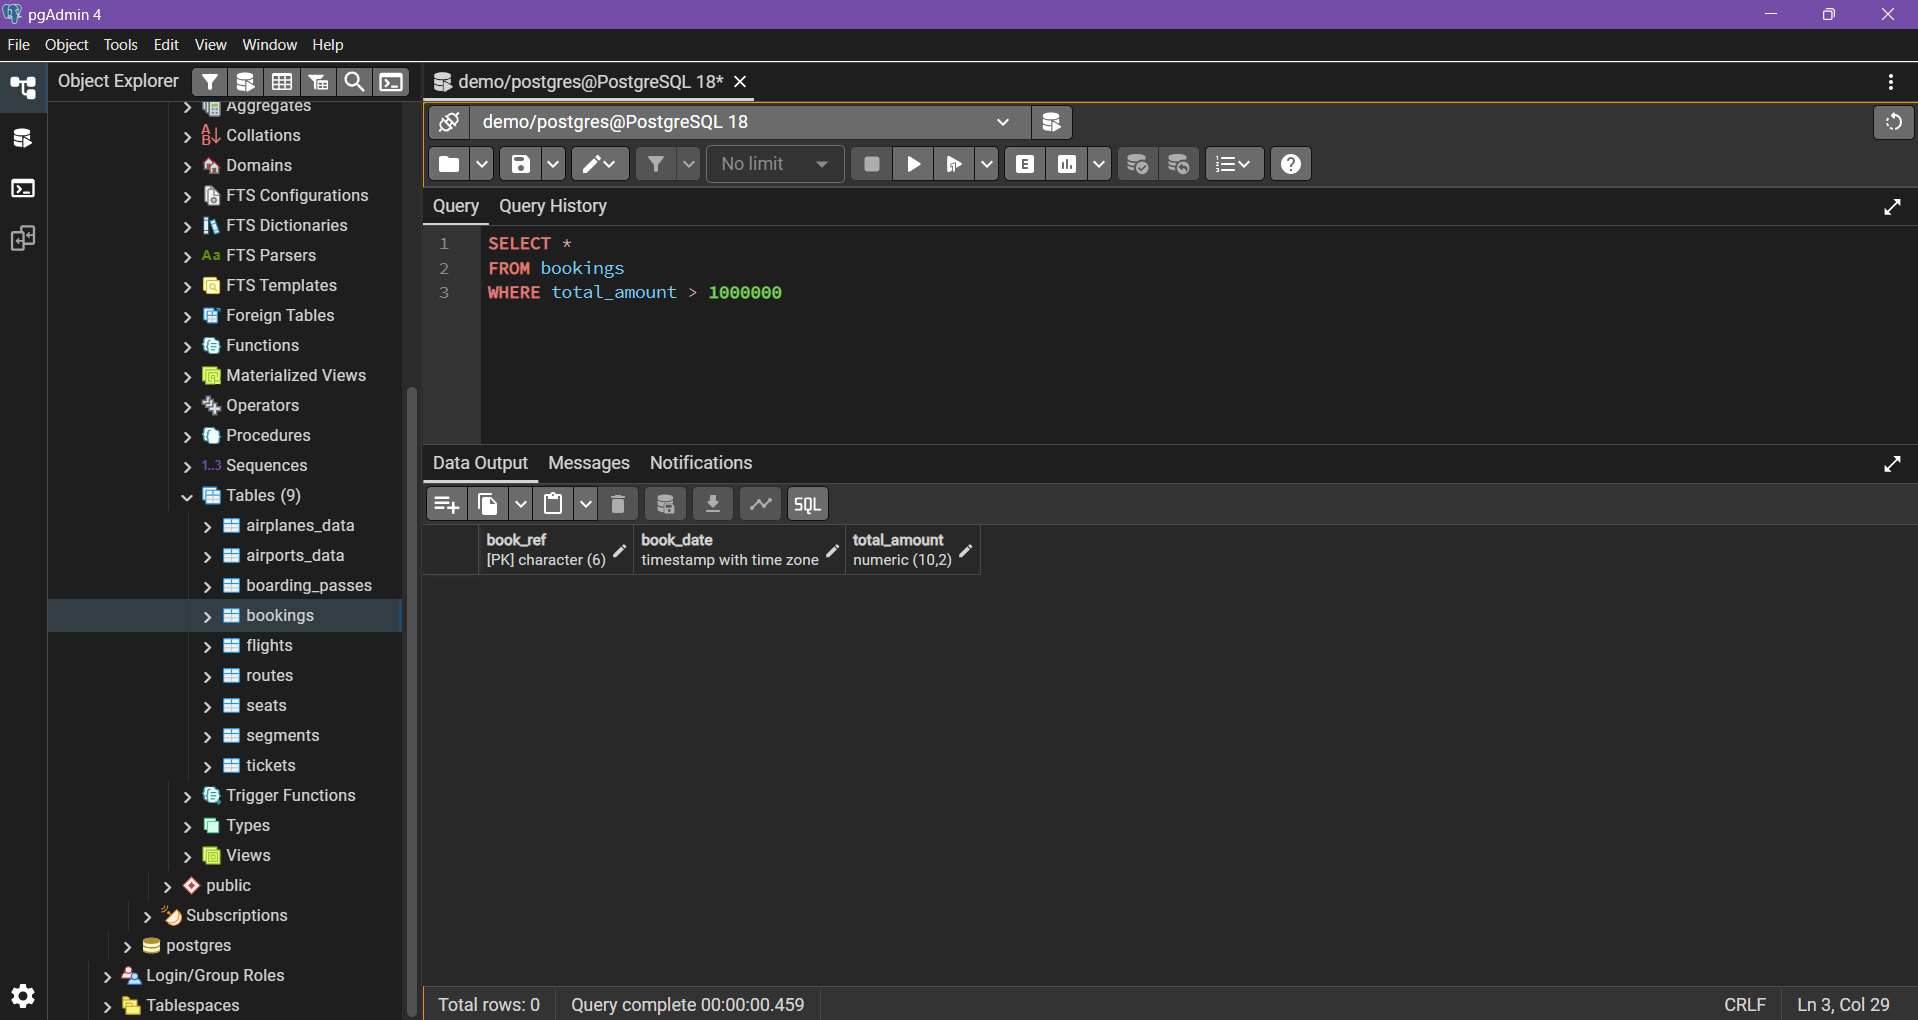 pgAdmin 4
File Object Tools Edit View Window Help
Object Explorer
demo/postgres@PostgreSQL 18*
demo/postgres@PostgreSQL 18
No limit
E
Query Query History
1 SELECT *
2 FROM bookings
3 WHERE total_amount > 1000000
Aggregates
Collations
Domains
FTS Configurations
FTS Dictionaries
Aa FTS Parsers
FTS Templates
Foreign Tables
Functions
Materialized Views
Operators
Procedures
1..3 Sequences
Tables (9)
airplanes_data
airports_data
boarding_passes
bookings
flights
routes
seats
segments
tickets
Trigger Functions
Types
Views
public
Subscriptions
postgres
Login/Group Roles
Tablespaces
Data Output Messages Notifications
SQL
book_ref
[PK] character (6)
book_date
timestamp with time zone
total_amount
numeric (10,2)
Total rows: 0 Query complete 00:00:00.459 CRLF Ln 3, Col 29